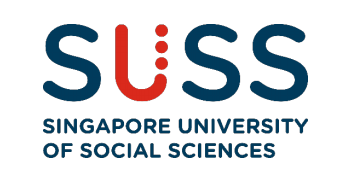 SUSS
SINGAPORE UNIVERSITY
OF SOCIAL SCIENCES